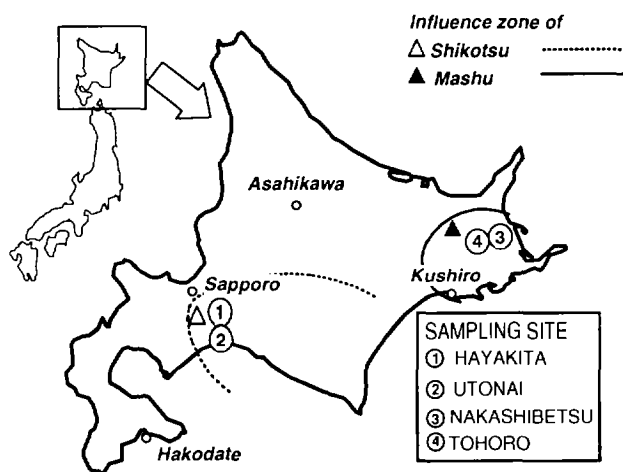 Influence zone of
△ Shikotsu
▲ Mashu
Asahikawa
④ ③
Kushiro
Sapporo
①
②
Hakodate
SAMPLING SITE
① HAYAKITA
② UTONAI
③ NAKASHIBETSU
④ TOHORO